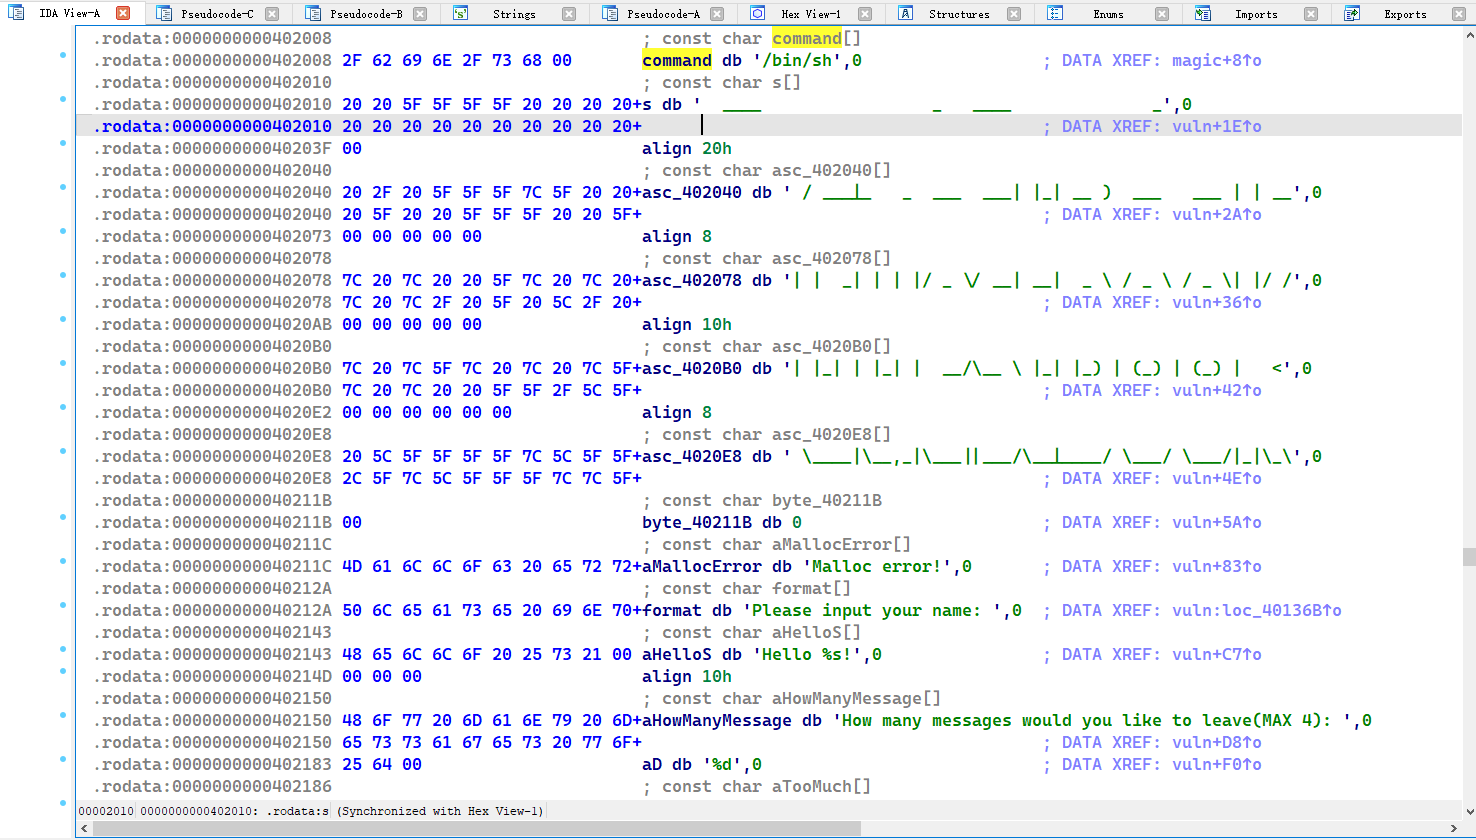 IDA View-A Pseudocode-C Pseudocode-B Strings Pseudocode-A Hex View-1 Structures Enums Imports Exports
.rodata:0000000000402008 ; const char command[]
.rodata:0000000000402008 2F 62 69 6E 2F 73 68 00 command db '/bin/sh',0 ; DATA XREF: magic+8↑o
.rodata:0000000000402010 ; const char s[]
.rodata:0000000000402010 20 20 5F 5F 5F 5F 20 20 20 20+s db '  ____                 _   ____              _',0
.rodata:0000000000402010 20 20 20 20 20 20 20 20 20 20+ ; DATA XREF: vuln+1E↑o
.rodata:000000000040203F 00 align 20h
.rodata:0000000000402040 ; const char asc_402040[]
.rodata:0000000000402040 20 2F 20 5F 5F 5F 7C 5F 20 20+asc_402040 db ' / ___|_   _  ___  ___| |_| __ )  ___   ___ | | __',0
.rodata:0000000000402040 20 5F 20 20 5F 5F 5F 20 20 5F+ ; DATA XREF: vuln+2A↑o
.rodata:0000000000402073 00 00 00 00 00 align 8
.rodata:0000000000402078 ; const char asc_402078[]
.rodata:0000000000402078 7C 20 7C 20 20 5F 7C 20 7C 20+asc_402078 db '| |  _| | | |/ _ \/ __| __|  _ \ / _ \ / _ \| |/ /',0
.rodata:0000000000402078 7C 20 7C 2F 20 5F 20 5C 2F 20+ ; DATA XREF: vuln+36↑o
.rodata:00000000004020AB 00 00 00 00 00 align 10h
.rodata:00000000004020B0 ; const char asc_4020B0[]
.rodata:00000000004020B0 7C 20 7C 5F 7C 20 7C 20 7C 5F+asc_4020B0 db '| |_| | |_| |  __/\__ \ |_| |_) | (_) | (_) |   <',0
.rodata:00000000004020B0 7C 20 7C 20 20 5F 5F 2F 5C 5F+ ; DATA XREF: vuln+42↑o
.rodata:00000000004020E2 00 00 00 00 00 00 align 8
.rodata:00000000004020E8 ; const char asc_4020E8[]
.rodata:00000000004020E8 20 5C 5F 5F 5F 5F 7C 5C 5F 5F+asc_4020E8 db ' \____|\__,_|\___||___/\__|____/ \___/ \___/|_|\_\',0
.rodata:00000000004020E8 2C 5F 7C 5C 5F 5F 5F 7C 7C 5F+ ; DATA XREF: vuln+4E↑o
.rodata:000000000040211B ; const char byte_40211B
.rodata:000000000040211B 00 byte_40211B db 0 ; DATA XREF: vuln+5A↑o
.rodata:000000000040211C ; const char aMallocError[]
.rodata:000000000040211C 4D 61 6C 6C 6F 63 20 65 72 72+aMallocError db 'Malloc error!',0 ; DATA XREF: vuln+83↑o
.rodata:000000000040212A ; const char format[]
.rodata:000000000040212A 50 6C 65 61 73 65 20 69 6E 70+format db 'Please input your name: ',0 ; DATA XREF: vuln:loc_40136B↑o
.rodata:0000000000402143 ; const char aHelloS[]
.rodata:0000000000402143 48 65 6C 6C 6F 20 25 73 21 00 aHelloS db 'Hello %s!',0 ; DATA XREF: vuln+C7↑o
.rodata:000000000040214D 00 00 00 align 10h
.rodata:0000000000402150 ; const char aHowManyMessage[]
.rodata:0000000000402150 48 6F 77 20 6D 61 6E 79 20 6D+aHowManyMessage db 'How many messages would you like to leave(MAX 4): ',0
.rodata:0000000000402150 65 73 73 61 67 65 73 20 77 6F+ ; DATA XREF: vuln+D8↑o
.rodata:0000000000402183 25 64 00 aD db '%d',0 ; DATA XREF: vuln+F0↑o
.rodata:0000000000402186 ; const char aTooMuch[]
00002010 0000000000402010: .rodata:s (Synchronized with Hex View-1)